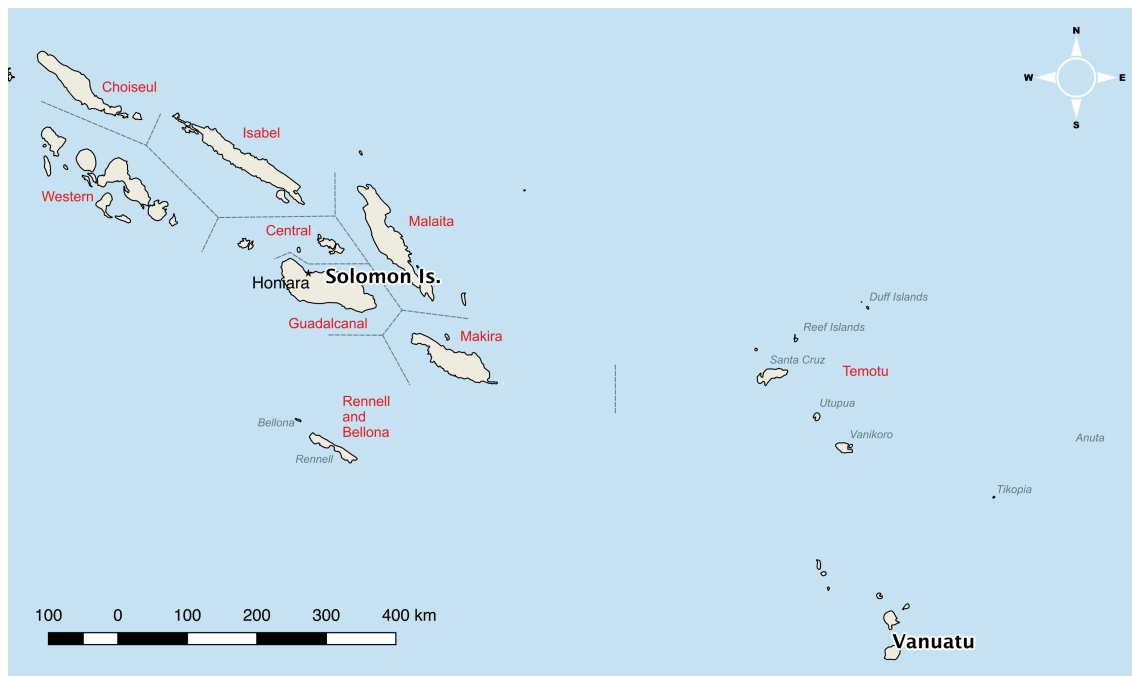 N
W
E
S
Choiseul
Isabel
Western
Malaita
Central
Honiara
Solomon Is.
Guadalcanal
Makira
Duff Islands
Reef Islands
Santa Cruz
Temotu
Rennell
and
Bellona
Bellona
Rennell
Utupua
Vanikoro
Anuta
Tikopia
100
0
100
200
300
400 km
Vanuatu